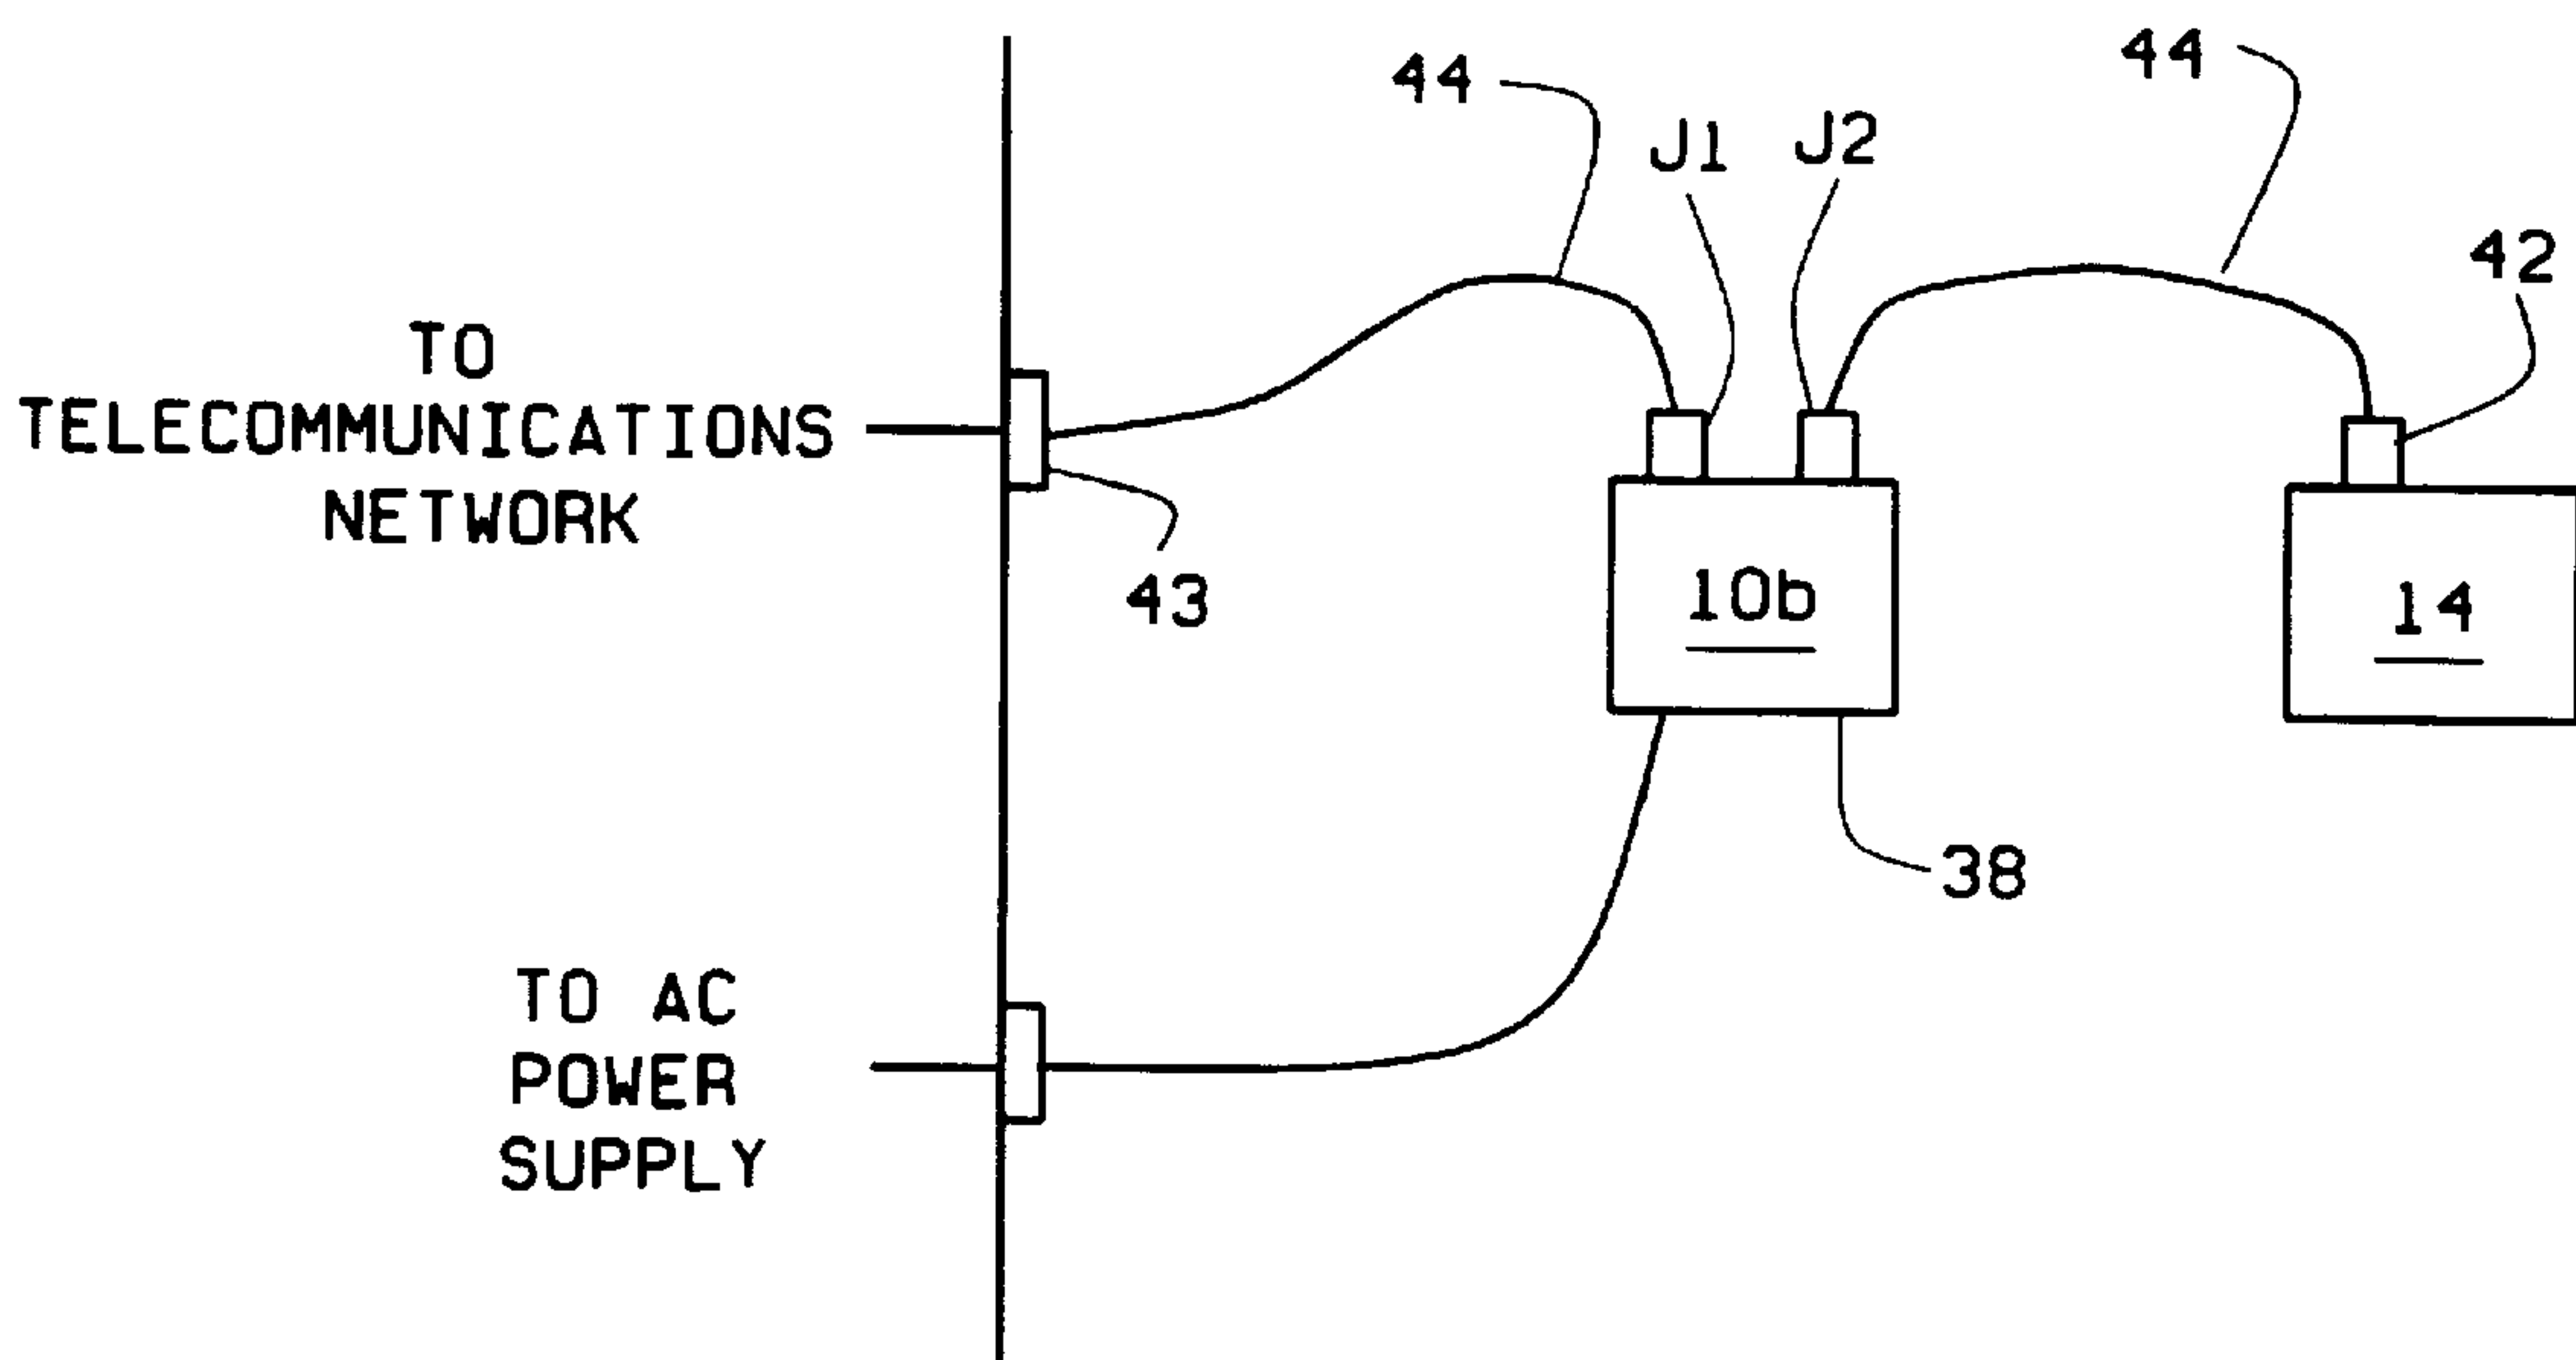 44
44
J1
J2
42
TO
TELECOMMUNICATIONS
NETWORK
43
10b
14
38
TO AC
POWER
SUPPLY